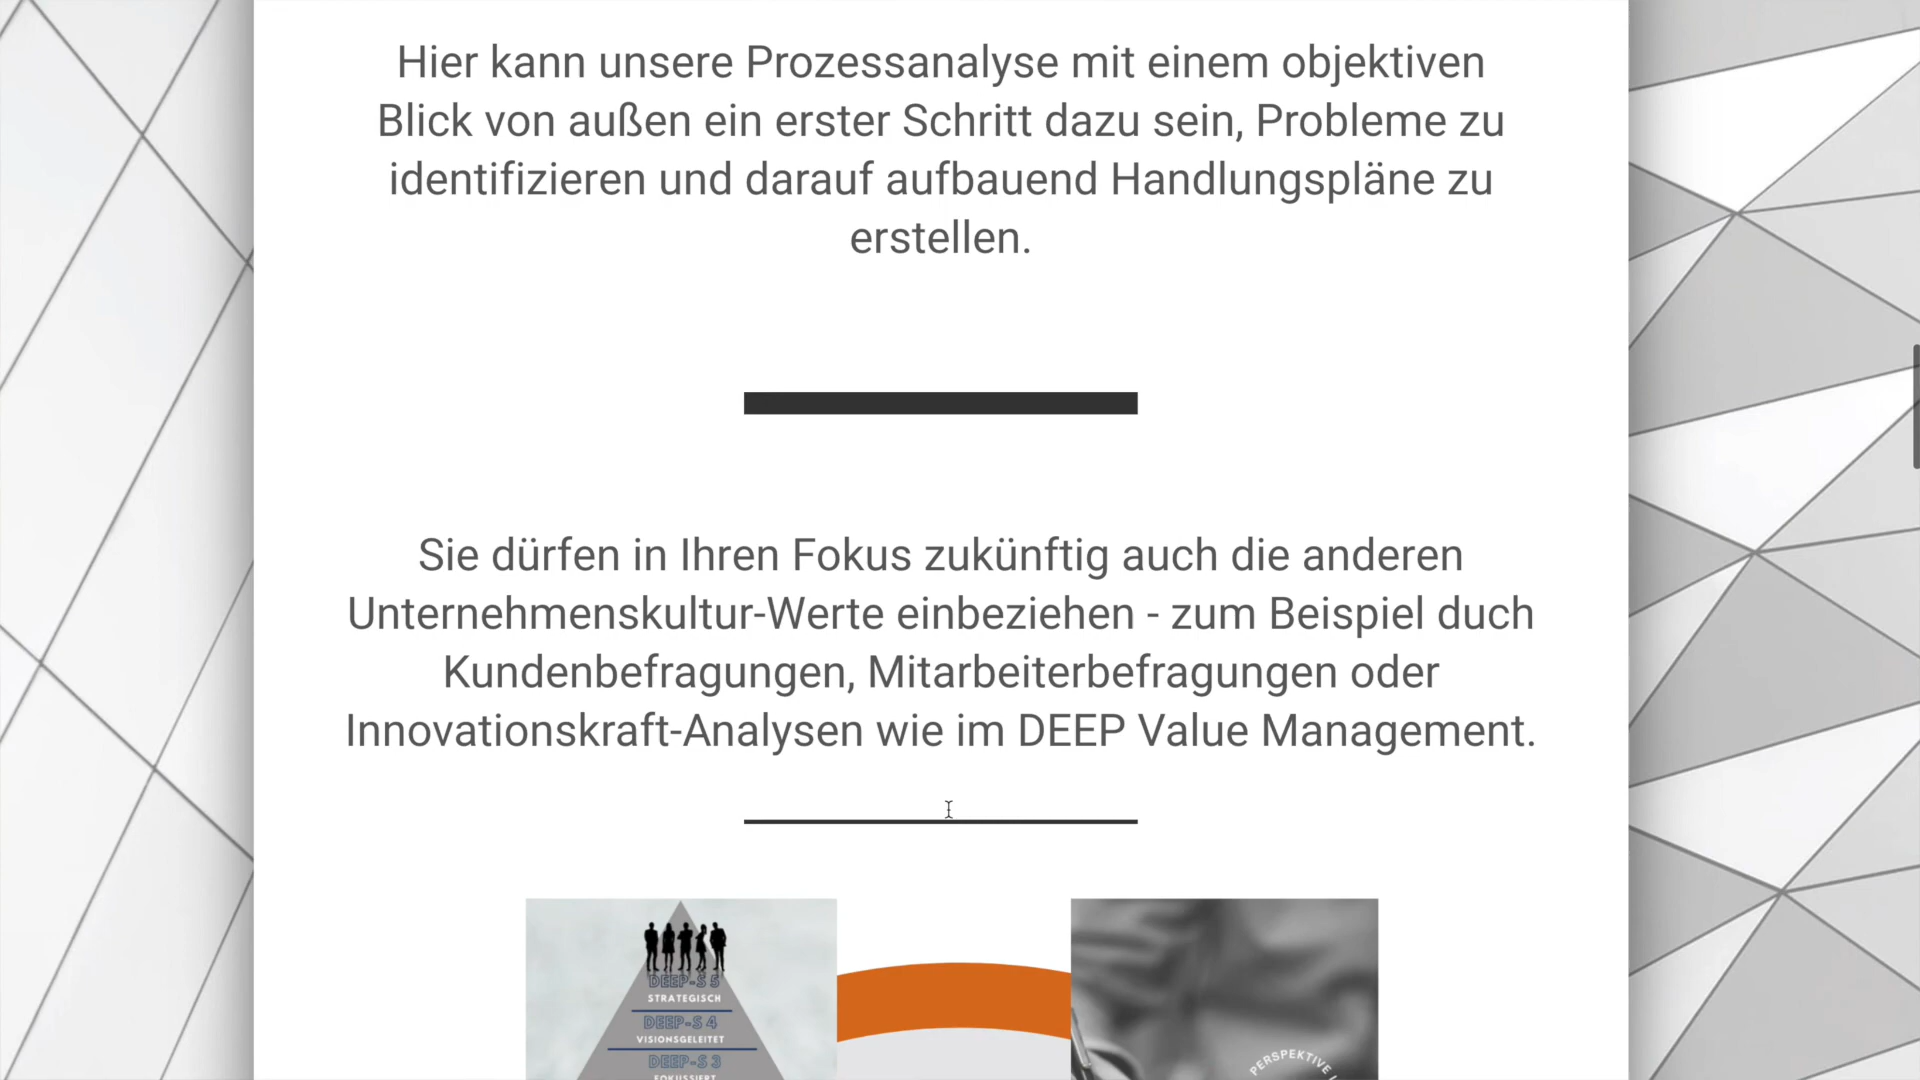 Hier kann unsere Prozessanalyse mit einem objektiven
Blick von außen ein erster Schritt dazu sein, Probleme zu
identifizieren und darauf aufbauend Handlungspläne zu
erstellen.
Sie dürfen in Ihren Fokus zukünftig auch die anderen
Unternehmenskultur-Werte einbeziehen - zum Beispiel duch
Kundenbefragungen, Mitarbeiterbefragungen oder
Innovationskraft-Analysen wie im DEEP Value Management.
DEEP-S 5
STRATEGISCH
DEEP-S 4
VISIONSGELEITET
DEEP-S 3
FOKUSSIERT
PERSPEKTIVE